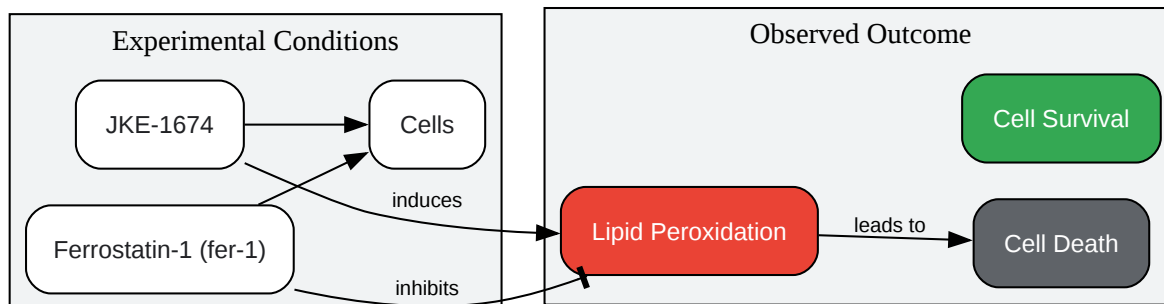 Experimental Conditions
JKE-1674
Cells
Ferrostatin-1 (fer-1)
induces
inhibits
Observed Outcome
Cell Survival
Lipid Peroxidation
leads to
Cell Death